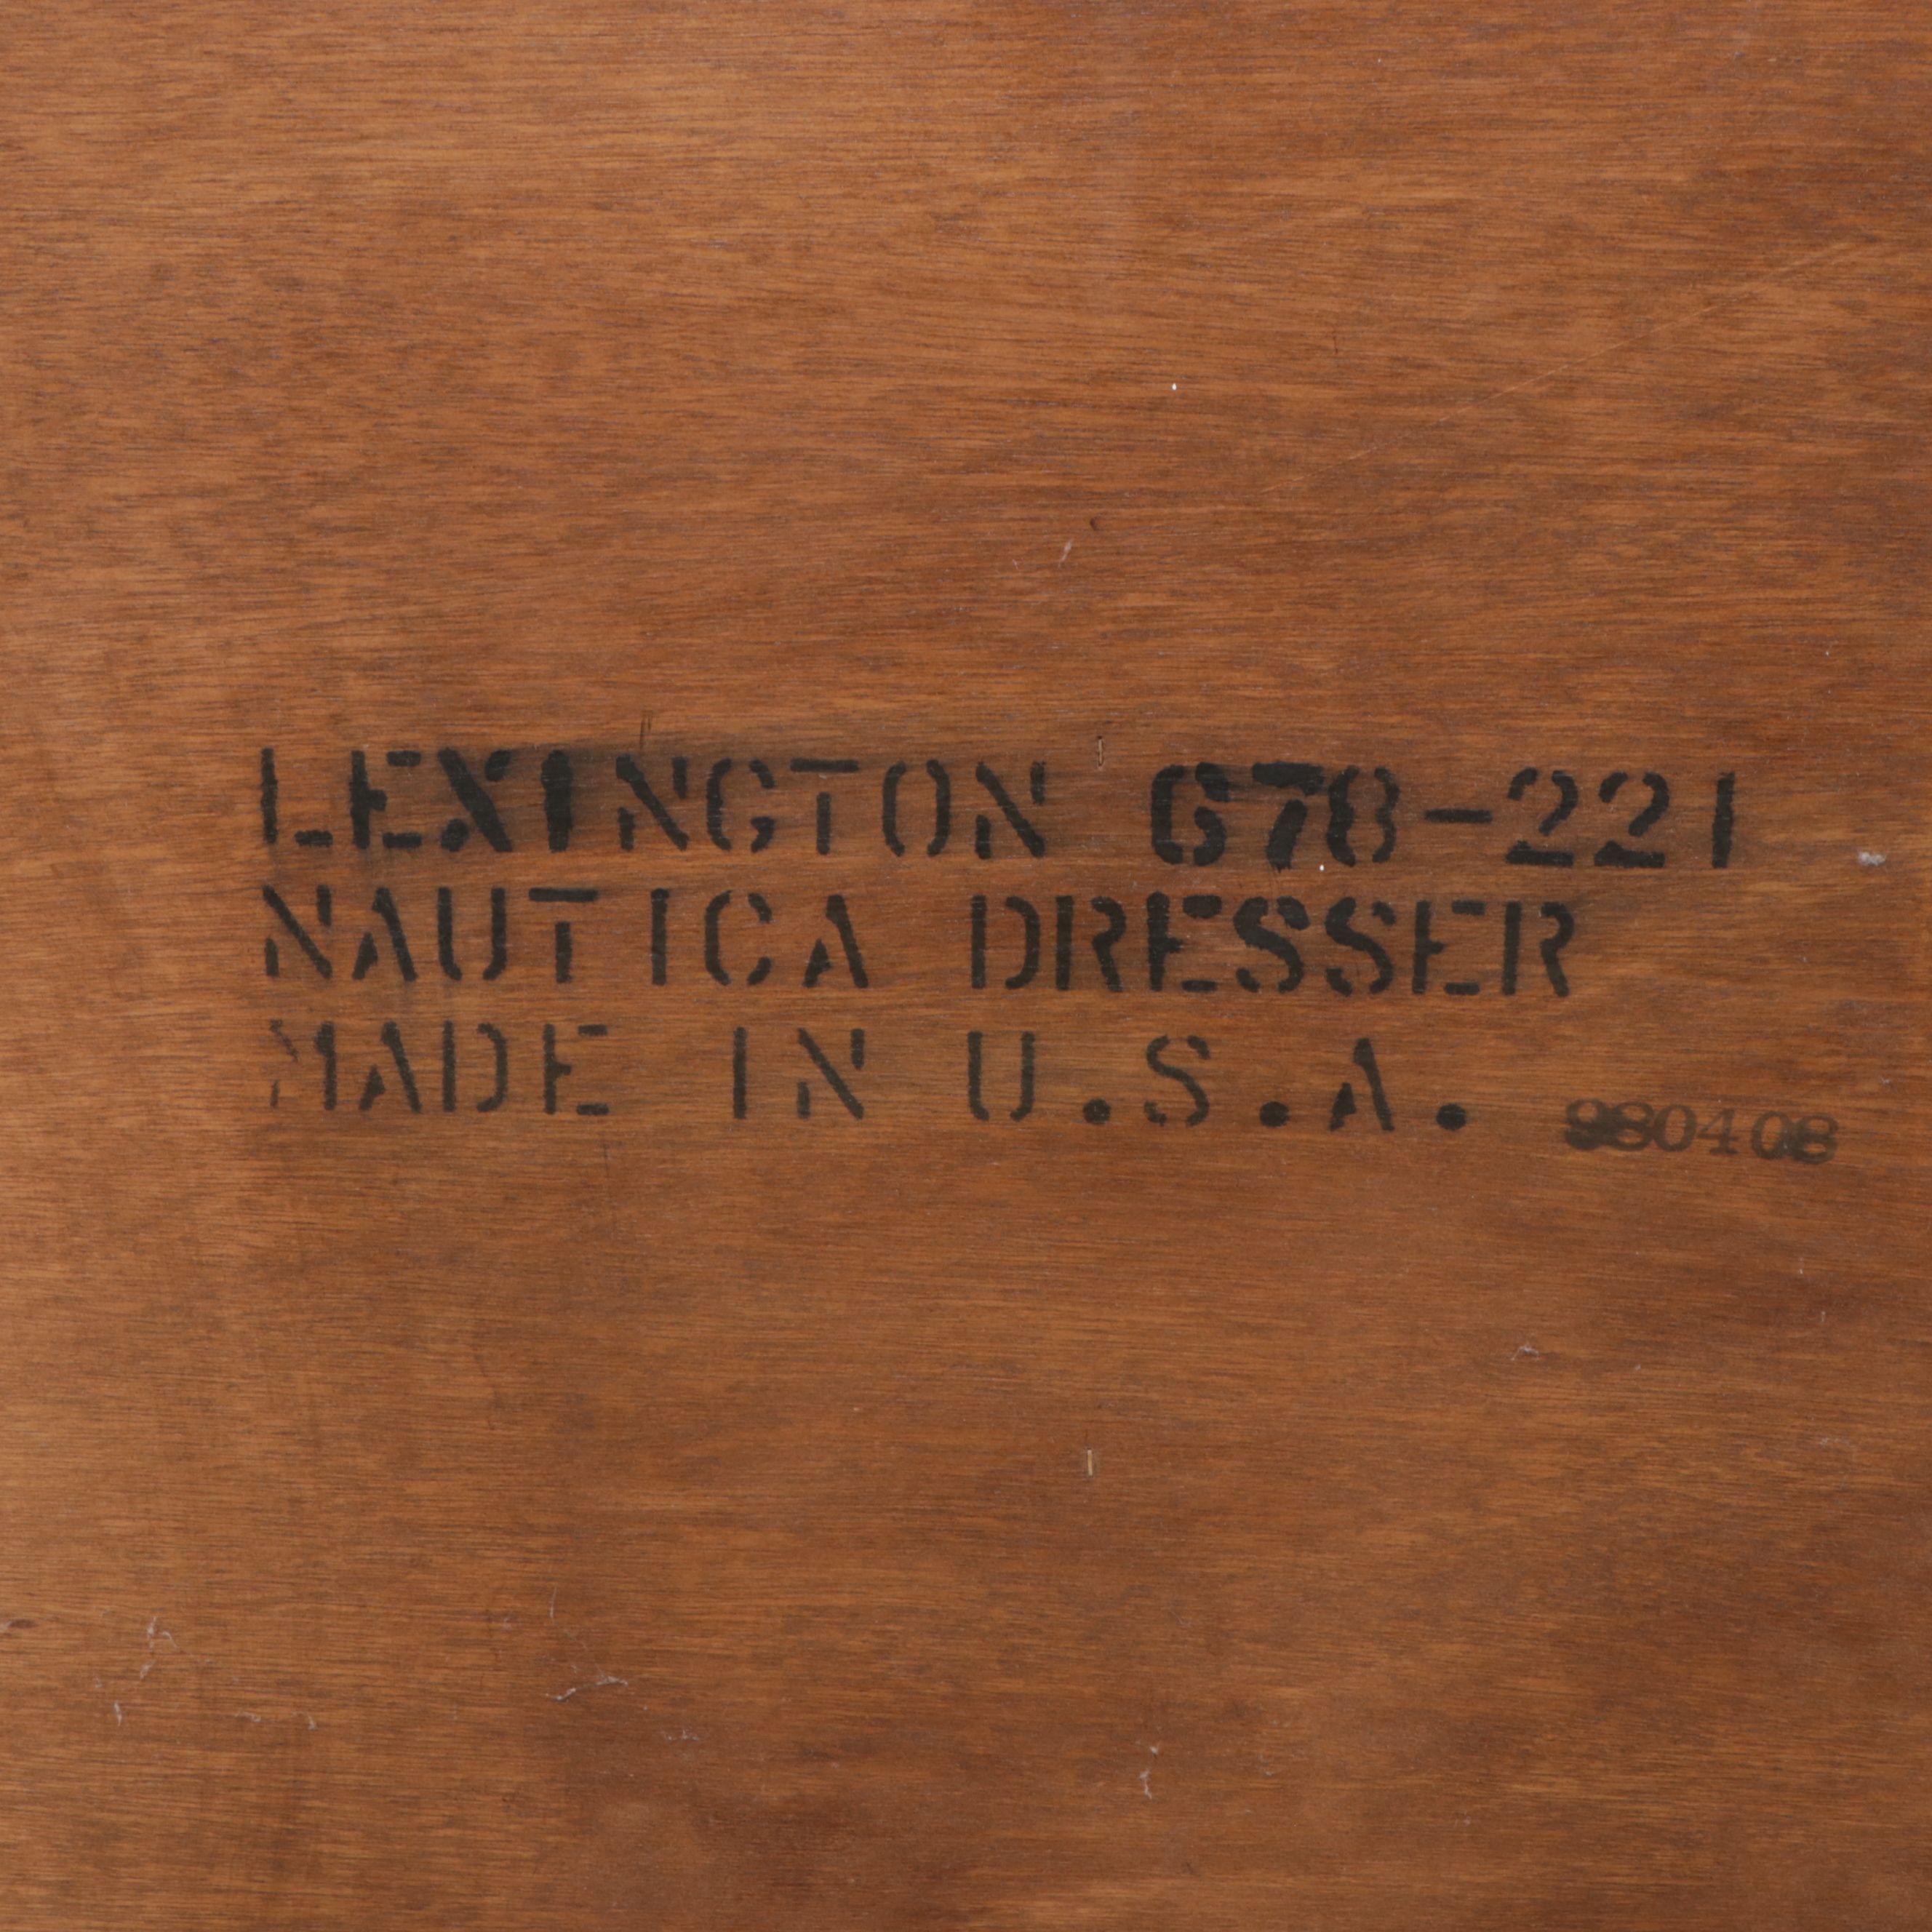 LEXINGTON 678-221
NAUTICA DRESSER
MADE IN U.S.A. 980408